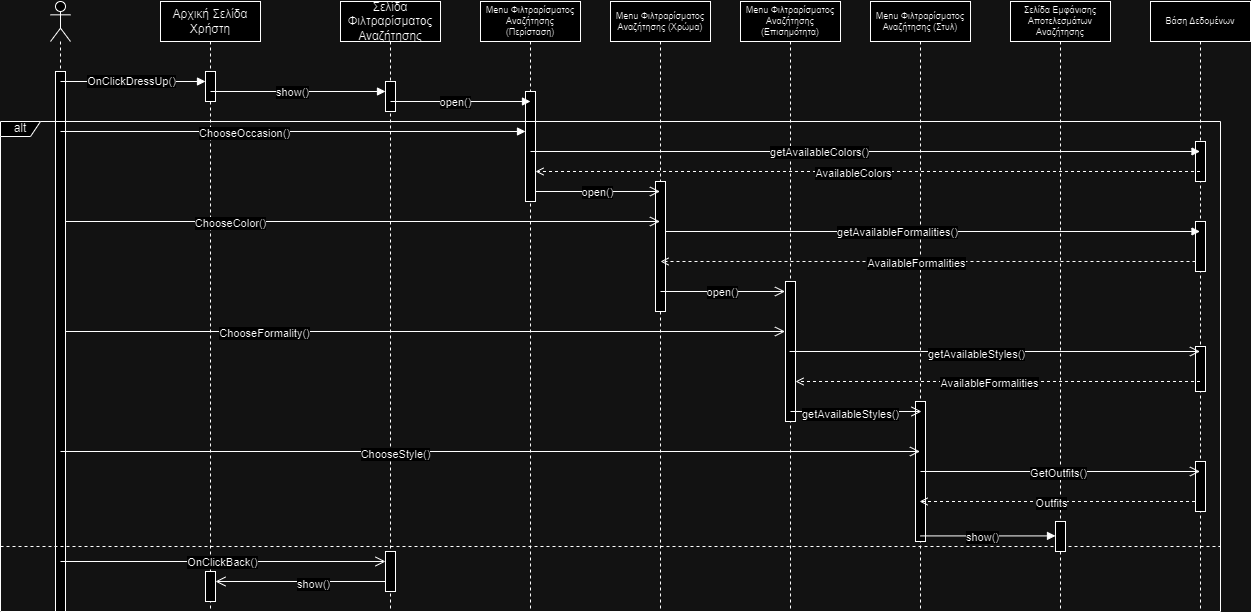 Αρχική Σελίδα
Χρήστη
Σελίδα
Φιλτραρίσματος
Αναζήτησης
Menu Φιλτραρίσματος
Αναζήτησης
(Περίσταση)
Menu Φιλτραρίσματος
Αναζήτησης (Χρώμα)
Menu Φιλτραρίσματος
Αναζήτησης
(Επισημότητα)
Menu Φιλτραρίσματος
Αναζήτησης (Στυλ)
Σελίδα Εμφάνισης
Αποτελεσμάτων
Αναζήτησης
Βάση Δεδομένων
OnClickDressUp()
show()
open()
alt
ChooseOccasion()
getAvailableColors()
AvailableColors
open()
ChooseColor()
getAvailableFormalities()
AvailableFormalities
open()
ChooseFormality()
getAvailableStyles()
AvailableFormalities
getAvailableStyles()
ChooseStyle()
GetOutfits()
Outfits
show()
OnClickBack()
show()